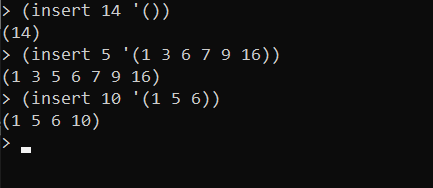 > (insert 14 '())
(14)
> (insert 5 '(1 3 6 7 9 16))
(1 3 5 6 7 9 16)
> (insert 10 '(1 5 6))
(1 5 6 10)
>